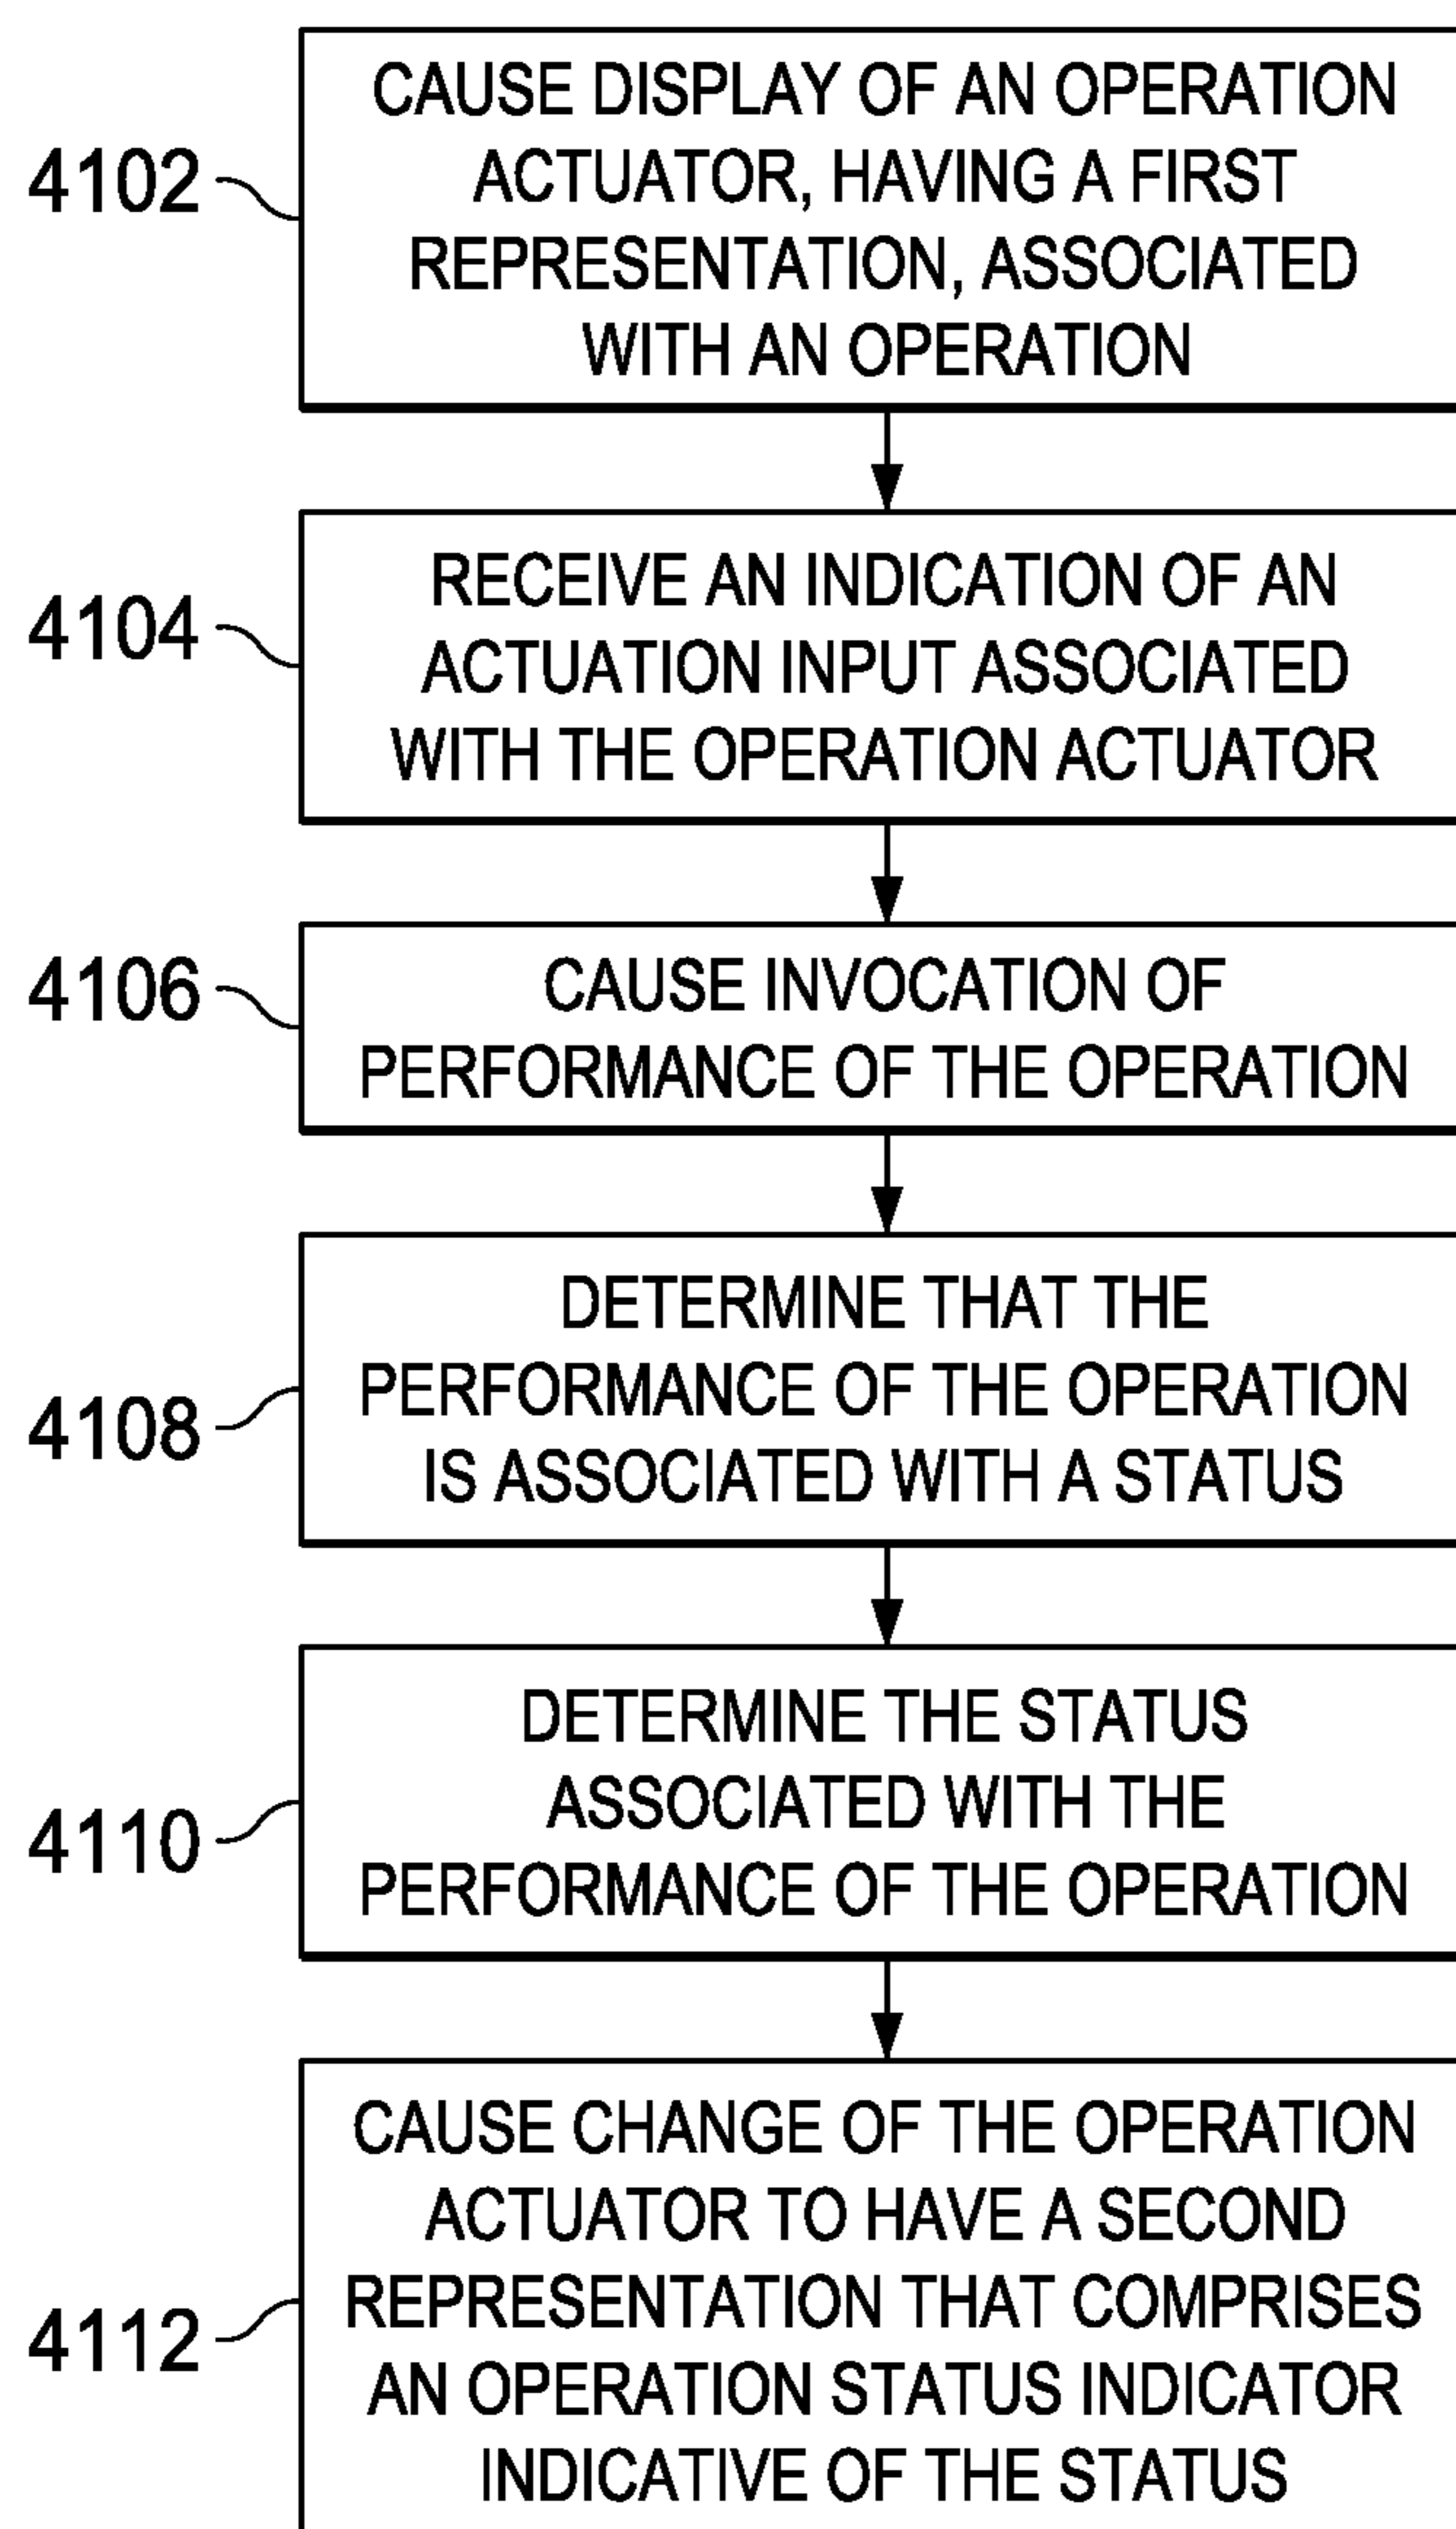 4102
CAUSE DISPLAY OF AN OPERATION
ACTUATOR, HAVING A FIRST
REPRESENTATION, ASSOCIATED
WITH AN OPERATION
4104
RECEIVE AN INDICATION OF AN
ACTUATION INPUT ASSOCIATED
WITH THE OPERATION ACTUATOR
4106
CAUSE INVOCATION OF
PERFORMANCE OF THE OPERATION
4108
DETERMINE THAT THE
PERFORMANCE OF THE OPERATION
IS ASSOCIATED WITH A STATUS
4110
DETERMINE THE STATUS
ASSOCIATED WITH THE
PERFORMANCE OF THE OPERATION
4112
CAUSE CHANGE OF THE OPERATION
ACTUATOR TO HAVE A SECOND
REPRESENTATION THAT COMPRISES
AN OPERATION STATUS INDICATOR
INDICATIVE OF THE STATUS